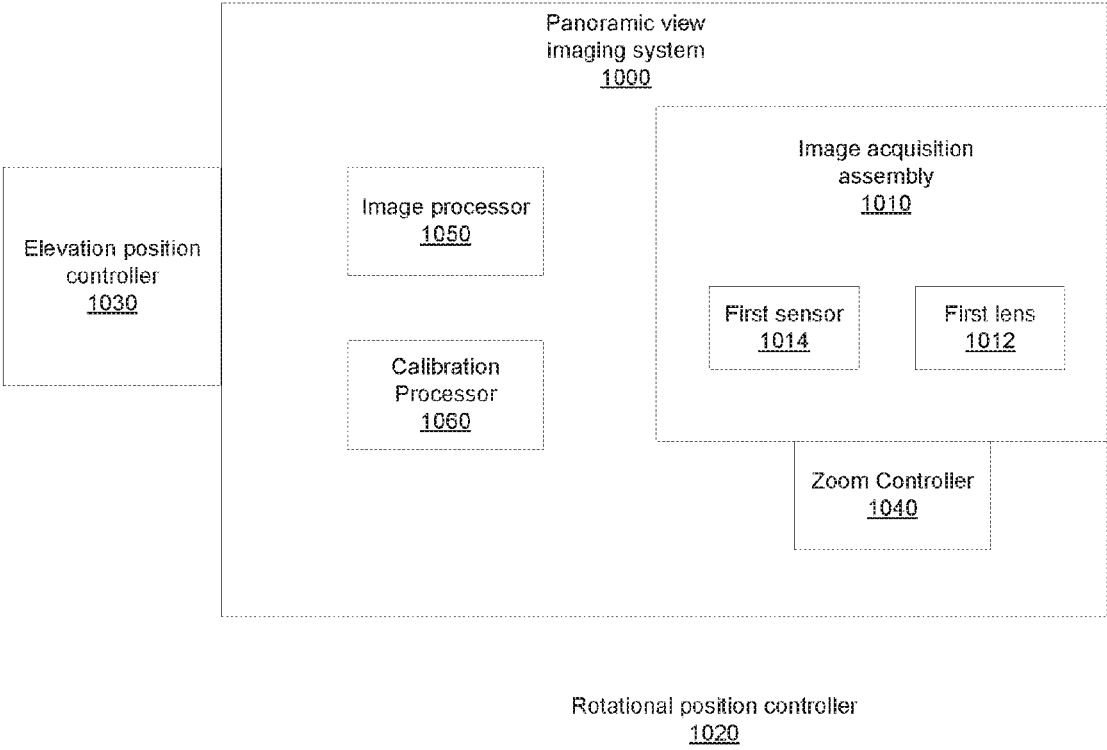 Panoramic view
imaging system
1000
Image acquisition
assembly
1010
Image processor
1050
Elevation position
controller
1030
First sensor
1014
First lens
1012
Calibration
Processor
1060
Zoom Controller
1040
Rotational position controller
1020